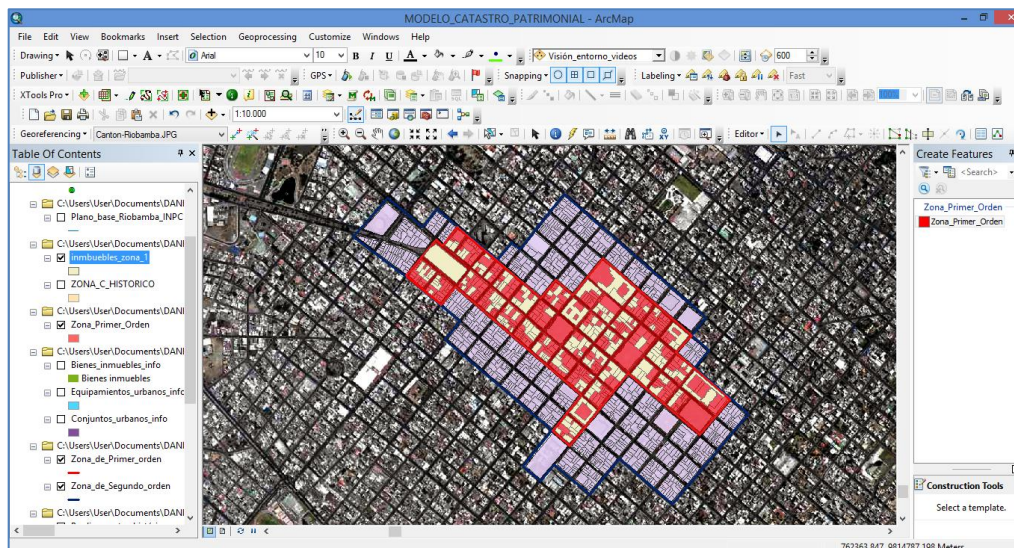 MODELO_CATASTRO_PATRIMONIAL - ArcMap
File Edit View Bookmarks Insert Selection Geoprocessing Customize Windows Help
Drawing A Arial 10 B I U A Visión_entorno_videos 600
Publisher GPS Snapping Labeling Fast
XTools Pro
1:10.000
Georeferencing Canton-Riobamba.JPG Editor
Table Of Contents
C:\Users\User\Documents\DANI
Plano_base_Riobamba_INPC
C:\Users\User\Documents\DANI
inmbuebles_zona_1
ZONA_C_HISTORICO
C:\Users\User\Documents\DANI
Zona_Primer_Orden
C:\Users\User\Documents\DANI
Bienes_inmuebles_info
Bienes inmuebles
Equipamientos_urbanos_info
Conjuntos_urbanos_info
C:\Users\User\Documents\DANI
Zona_de_Primer_orden
Zona_de_Segundo_orden
C:\Users\User\Documents\DANI
Create Features
<Search>
Zona_Primer_Orden
Zona_Primer_Orden
Construction Tools
Select a template.
762363,847 9814787,198 Meters